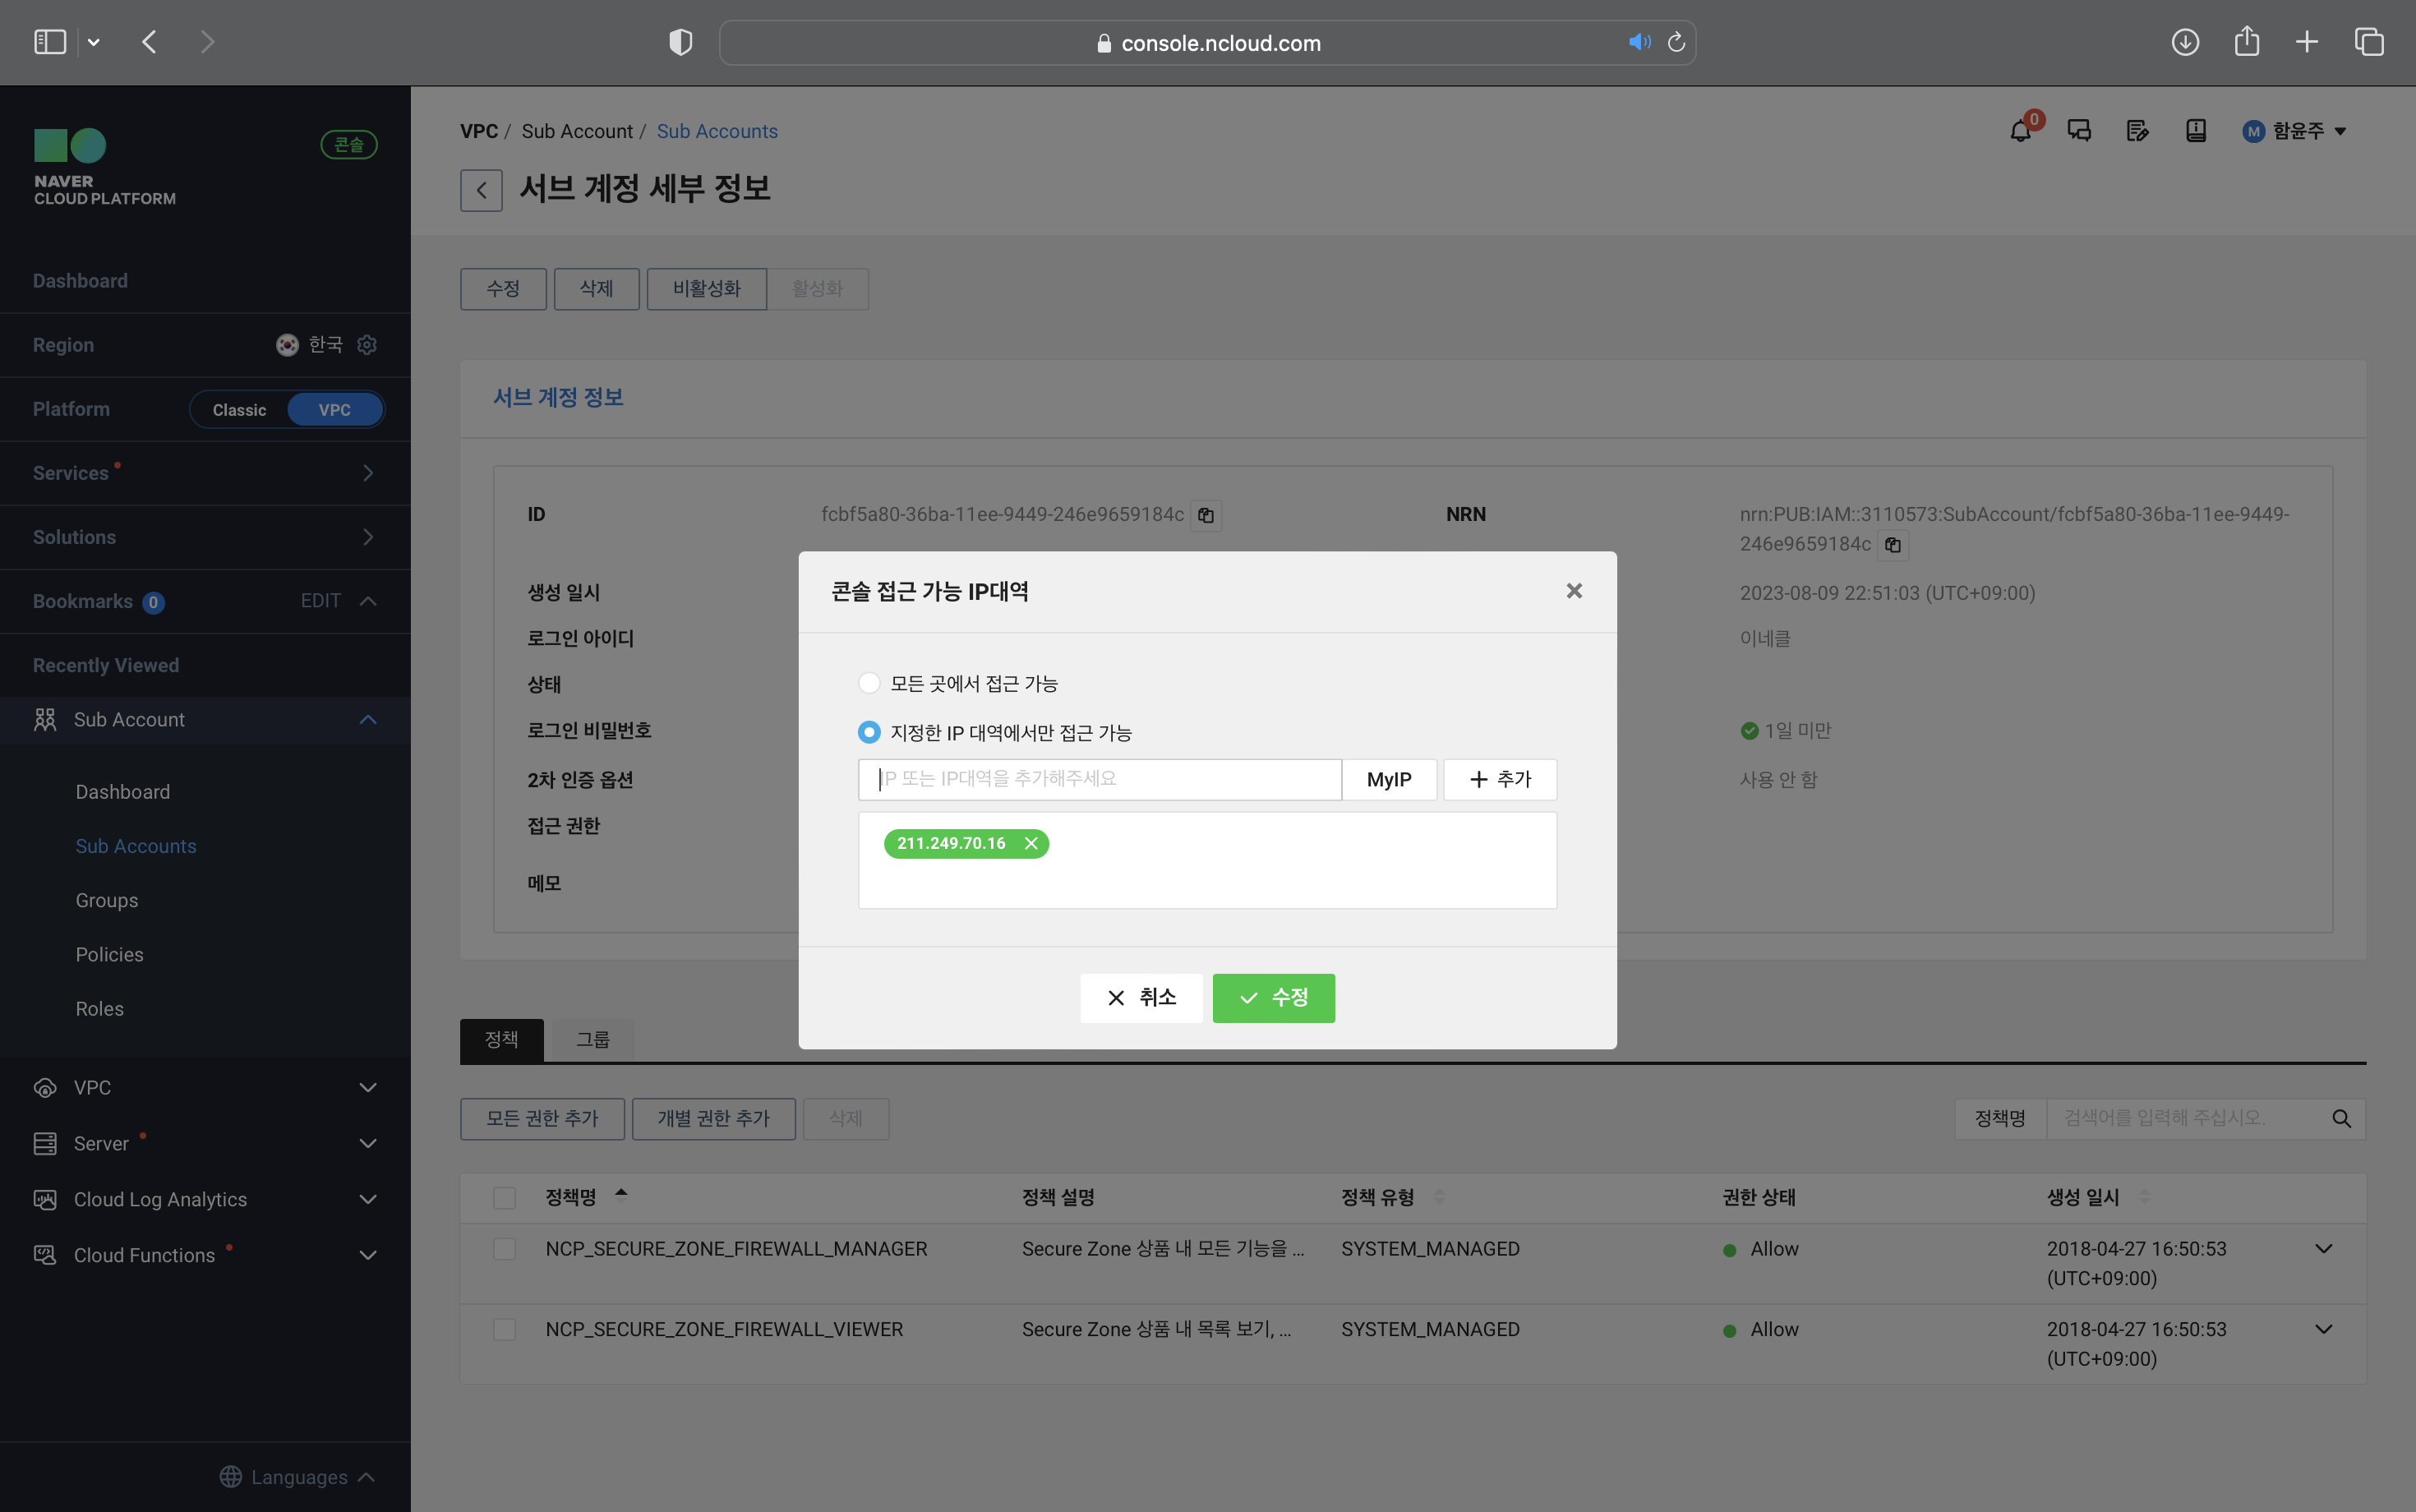 console.ncloud.com
NAVER
CLOUD PLATFORM
콘솔
Dashboard
Region
한국
Platform
Classic
VPC
Services
Solutions
Bookmarks 0
EDIT
Recently Viewed
Sub Account
Dashboard
Sub Accounts
Groups
Policies
Roles
VPC
Server
Cloud Log Analytics
Cloud Functions
Languages
VPC / Sub Account / Sub Accounts
0
M 함윤주
서브 계정 세부 정보
수정
삭제
비활성화
활성화
서브 계정 정보
ID
fcbf5a80-36ba-11ee-9449-246e9659184c
NRN
nrn:PUB:IAM::3110573:SubAccount/fcbf5a80-36ba-11ee-9449-
246e9659184c
생성 일시
2023-08-09 22:51:03 (UTC+09:00)
로그인 아이디
이네클
상태
로그인 비밀번호
1일 미만
2차 인증 옵션
사용 안 함
접근 권한
메모
콘솔 접근 가능 IP대역
모든 곳에서 접근 가능
지정한 IP 대역에서만 접근 가능
IP 또는 IP대역을 추가해주세요
MyIP
+ 추가
211.249.70.16
취소
수정
정책
그룹
모든 권한 추가
개별 권한 추가
삭제
정책명
검색어를 입력해 주십시오.
정책명
정책 설명
정책 유형
권한 상태
생성 일시
NCP_SECURE_ZONE_FIREWALL_MANAGER
Secure Zone 상품 내 모든 기능을 ...
SYSTEM_MANAGED
Allow
2018-04-27 16:50:53
(UTC+09:00)
NCP_SECURE_ZONE_FIREWALL_VIEWER
Secure Zone 상품 내 목록 보기, ...
SYSTEM_MANAGED
Allow
2018-04-27 16:50:53
(UTC+09:00)